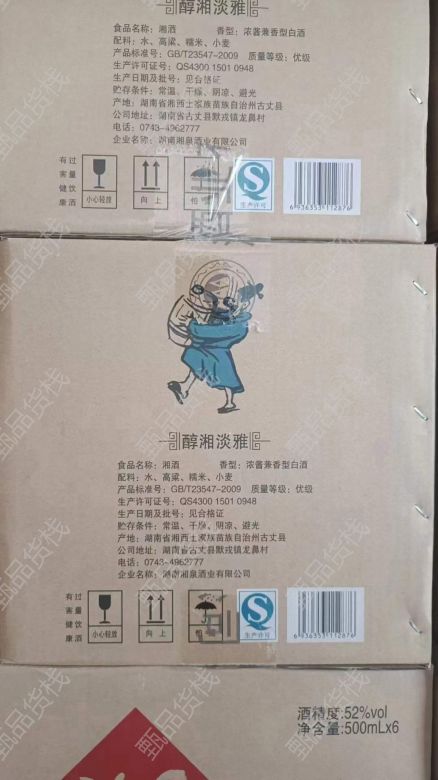 醇湘淡雅
食品名称：湘酒 香型：浓酱兼香型白酒
配料：水、高粱、糯米、小麦
产品标准号：GB/T23547-2009 质量等级：优级
生产许可证号：QS4300 1501 0948
生产日期及批号：见合格证
贮存条件：常温、干燥、阴凉、避光
产地：湖南省湘西土家族苗族自治州古丈县
公司地址：湖南省古丈县默戎镇龙鼻村
电话：0743-4962777
企业名称：湖南湘泉酒业有限公司
过量饮酒
有害健康
小心轻放
向上
怕
QS
生产许可
6 936353 112876
醇湘淡雅
食品名称：湘酒 香型：浓酱兼香型白酒
配料：水、高粱、糯米、小麦
产品标准号：GB/T23547-2009 质量等级：优级
生产许可证号：QS4300 1501 0948
生产日期及批号：见合格证
贮存条件：常温、干燥、阴凉、避光
产地：湖南省湘西土家族苗族自治州古丈县
公司地址：湖南省古丈县默戎镇龙鼻村
电话：0743-4962777
企业名称：湖南湘泉酒业有限公司
过量饮酒
有害健康
小心轻放
向上
怕
QS
生产许可
6 936353 112876
酒精度:52%vol
净含量:500mLx6
甄品货栈